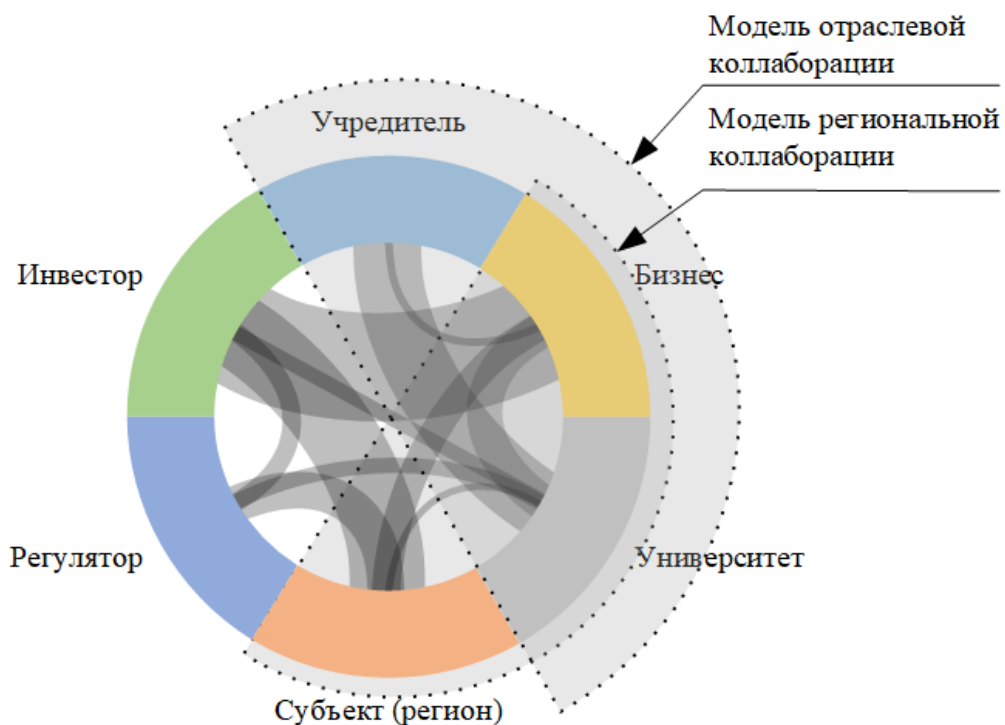 Модель отраслевой
коллаборации
Модель региональной
коллаборации
Учредитель
Инвестор
Бизнес
Регулятор
Университет
Субъект (регион)